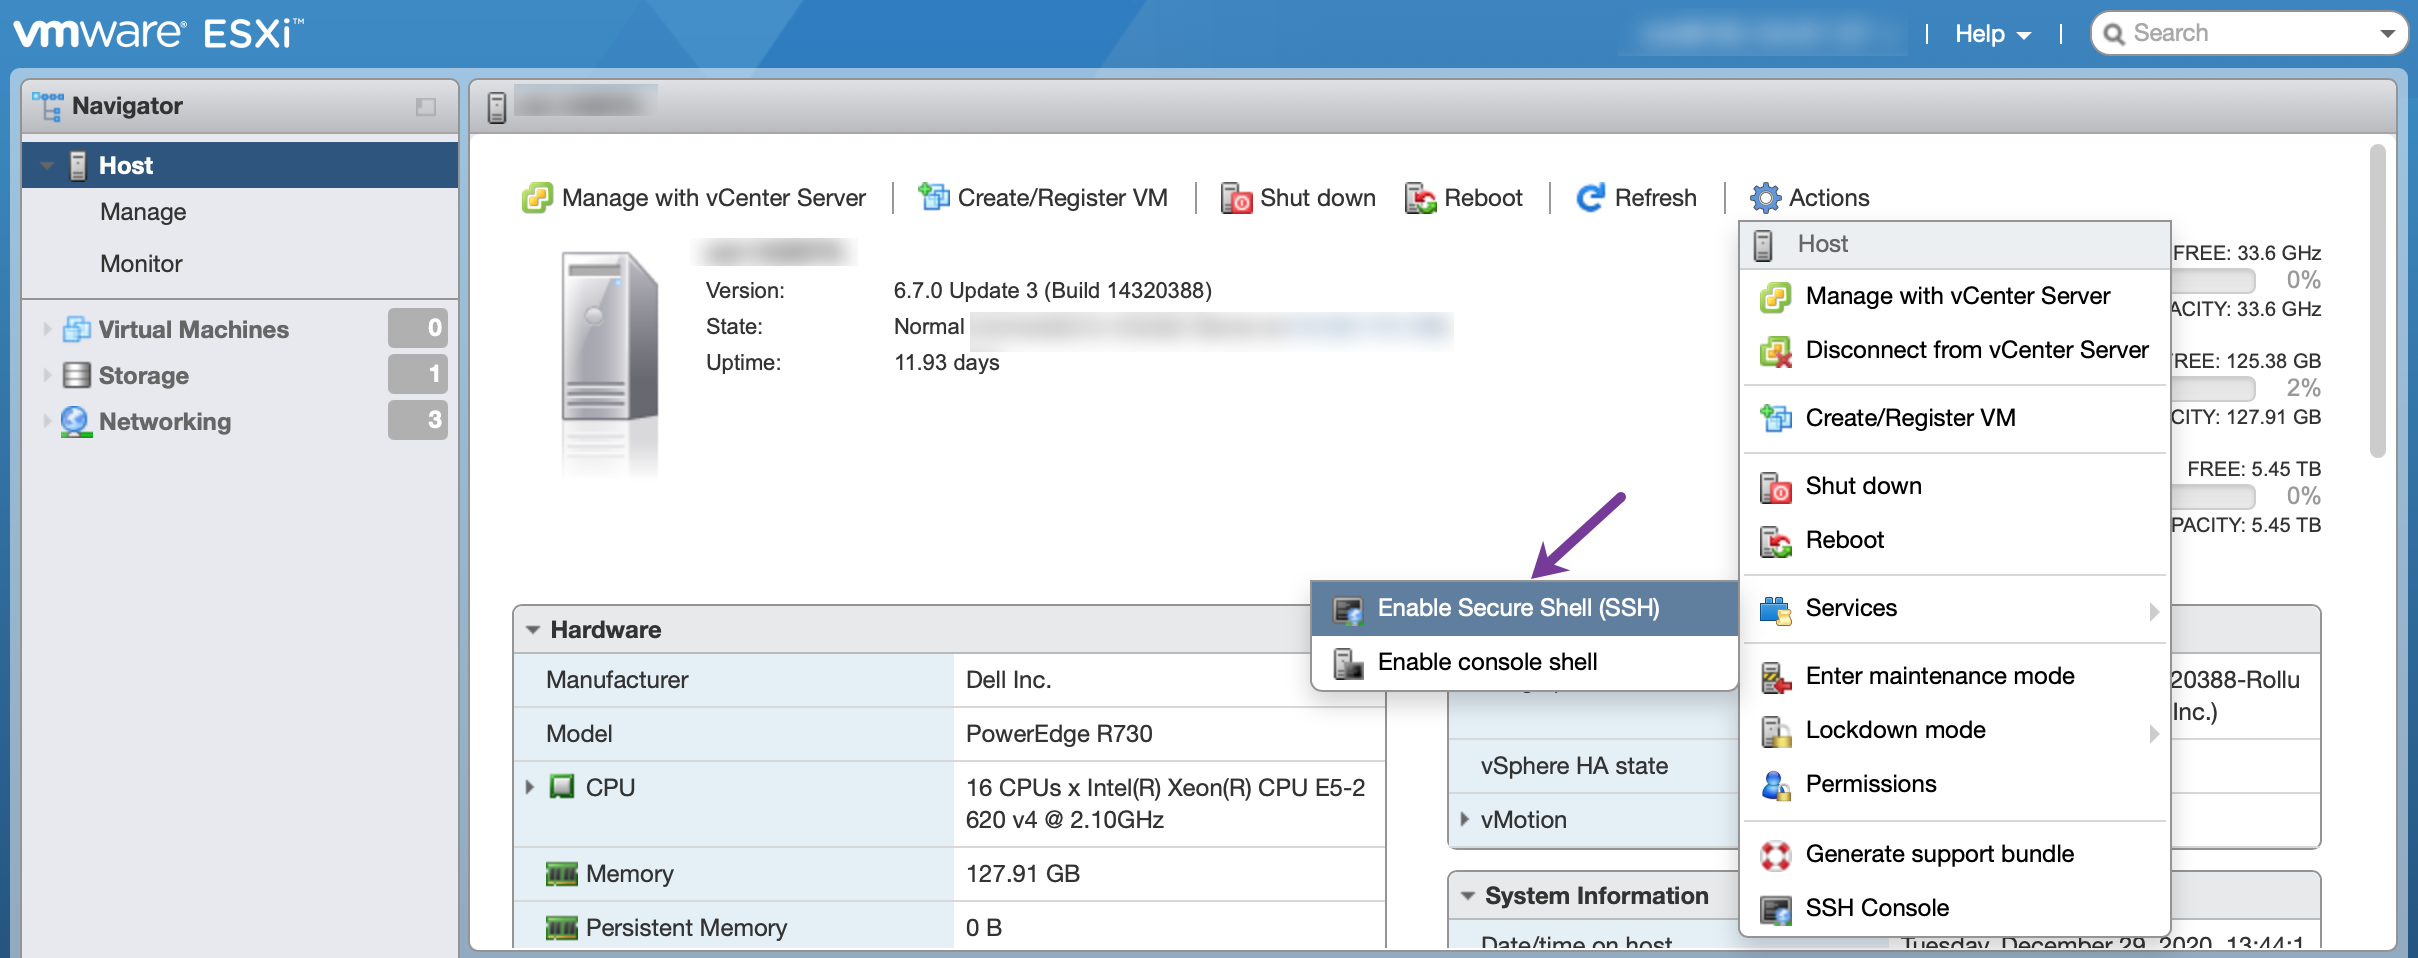 vmware® ESXi™
Help
Search
Navigator
Host
Manage
Monitor
Virtual Machines 0
Storage 1
Networking 3
Manage with vCenter Server
Create/Register VM
Shut down
Reboot
Refresh
Actions
Version: 6.7.0 Update 3 (Build 14320388)
State: Normal
Uptime: 11.93 days
FREE: 33.6 GHz
0%
ACITY: 33.6 GHz
REE: 125.38 GB
2%
CITY: 127.91 GB
FREE: 5.45 TB
0%
PACITY: 5.45 TB
Host
Manage with vCenter Server
Disconnect from vCenter Server
Create/Register VM
Shut down
Reboot
Services
Enter maintenance mode
Lockdown mode
Permissions
Generate support bundle
SSH Console
Enable Secure Shell (SSH)
Enable console shell
Hardware
Manufacturer Dell Inc.
Model PowerEdge R730
CPU 16 CPUs x Intel(R) Xeon(R) CPU E5-2
620 v4 @ 2.10GHz
Memory 127.91 GB
Persistent Memory 0 B
20388-Rollu
Inc.)
vSphere HA state
vMotion
System Information
Date/time on host Tuesday, December 29, 2020, 13:44:1